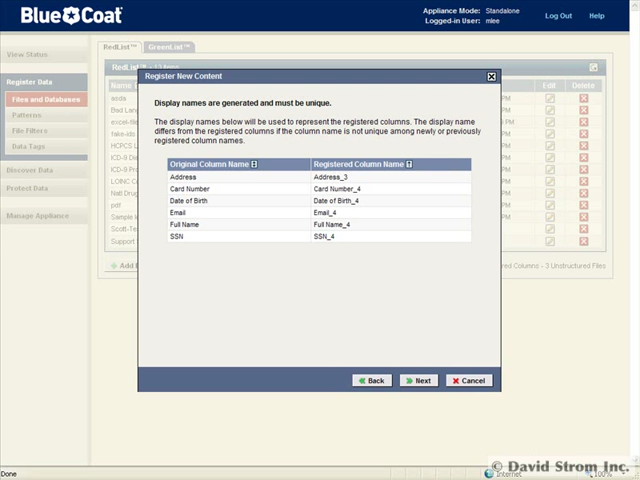 Blue Coat
Appliance Mode: Standalone
Logged-in User: mlee
Log Out
Help
View Status
Register Data
Files and Databases
Patterns
File Filters
Data Tags
Discover Data
Protect Data
Manage Appliance
RedList™
GreenList™
Edit
Delete
Register New Content
Display names are generated and must be unique.
The display names below will be used to represent the registered columns. The display name
differs from the registered columns if the column name is not unique among newly or previously
registered column names.
Original Column Name Registered Column Name
Address Address_3
Card Number Card Number_4
Date of Birth Date of Birth_4
Email Email_4
Full Name Full Name_4
SSN SSN_4
Back Next Cancel
Columns - 3 Unstructured Files
Done
Internet
© David Strom Inc.